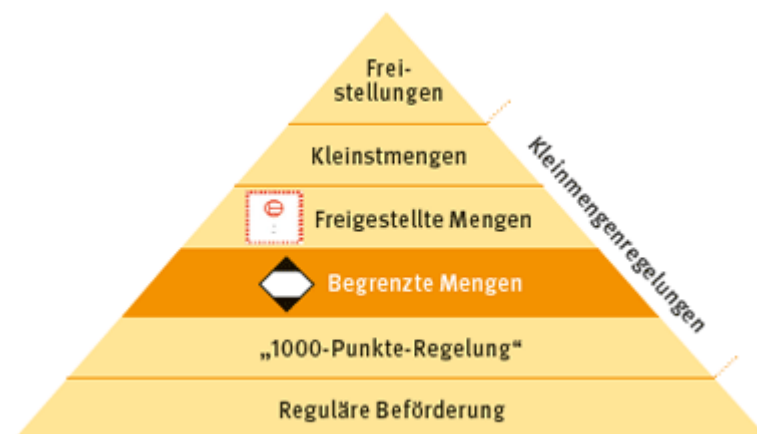 Frei-
stellungen
Kleinstmengen
Freigestellte Mengen
Begrenzte Mengen
„1000-Punkte-Regelung“
Reguläre Beförderung
Kleinmengenregelungen